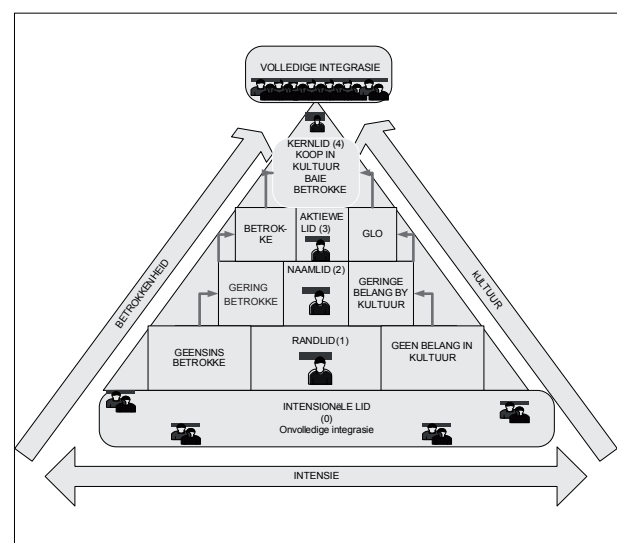 VOLLEDIGE INTEGRASIE
KERNLID (4)
KOOP IN
KULTUUR
BAIE
BETROKKE
BETROK-
KE
AKTIEWE
LID (3)
GLO
GERING
BETROKKE
NAAMLID (2)
GERINGE
BELANG BY
KULTUUR
GEENSINS
BETROKKE
RANDLID (1)
GEEN BELANG IN
KULTUUR
INTENSIONêLE LID
(0)
Onvolledige integrasie
BETROKKENHEID
KULTUUR
INTENSIE